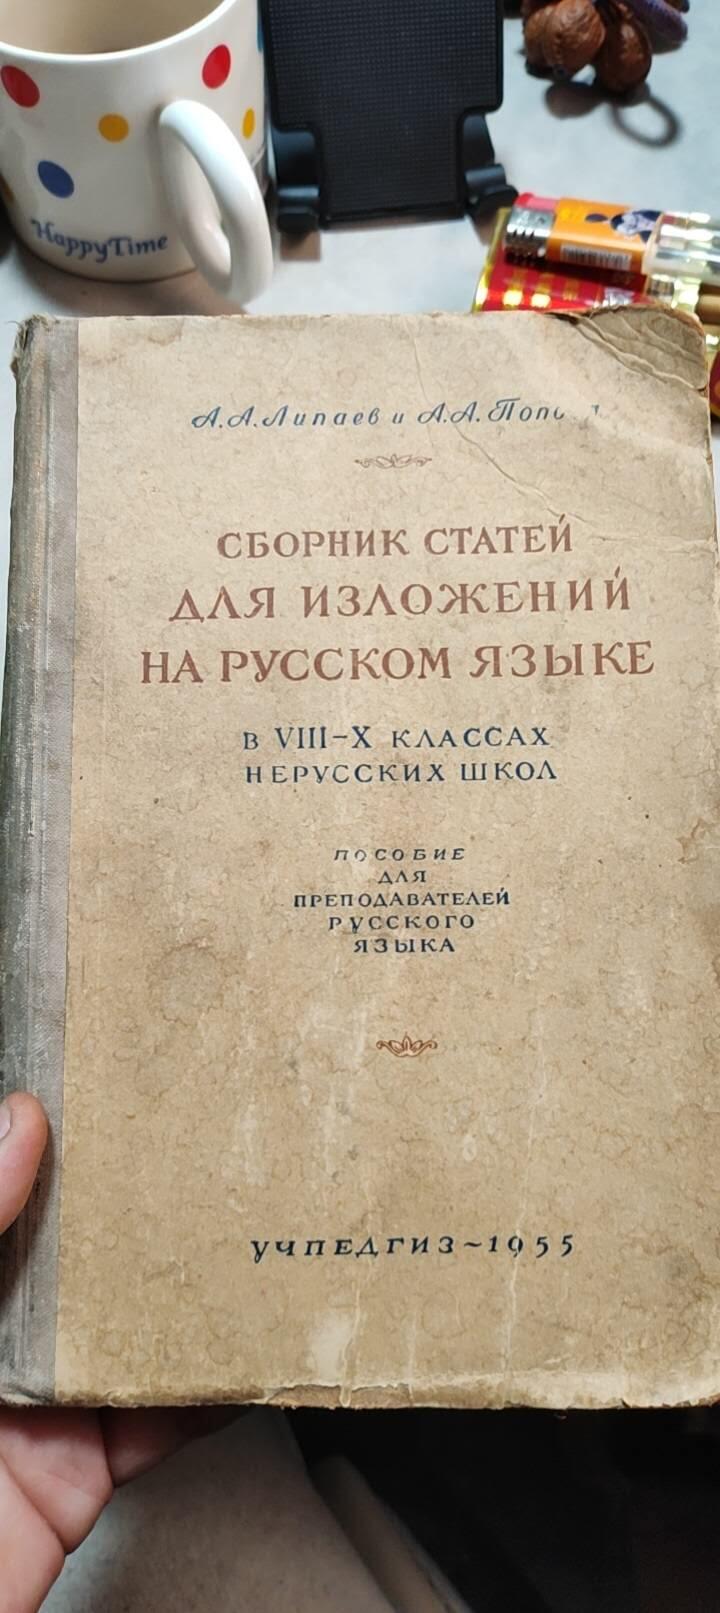 HappyTime
А.А.Липаев и А.А.
СБОРНИК СТАТЕЙ
ДЛЯ ИЗЛОЖЕНИЙ
НА РУССКОМ ЯЗЫКЕ
В VIII–X КЛАССАХ
НЕРУССКИХ ШКОЛ
ПОСОБИЕ
ДЛЯ
ПРЕПОДАВАТЕЛЕЙ
РУССКОГО
ЯЗЫКА
УЧПЕДГИЗ~1955